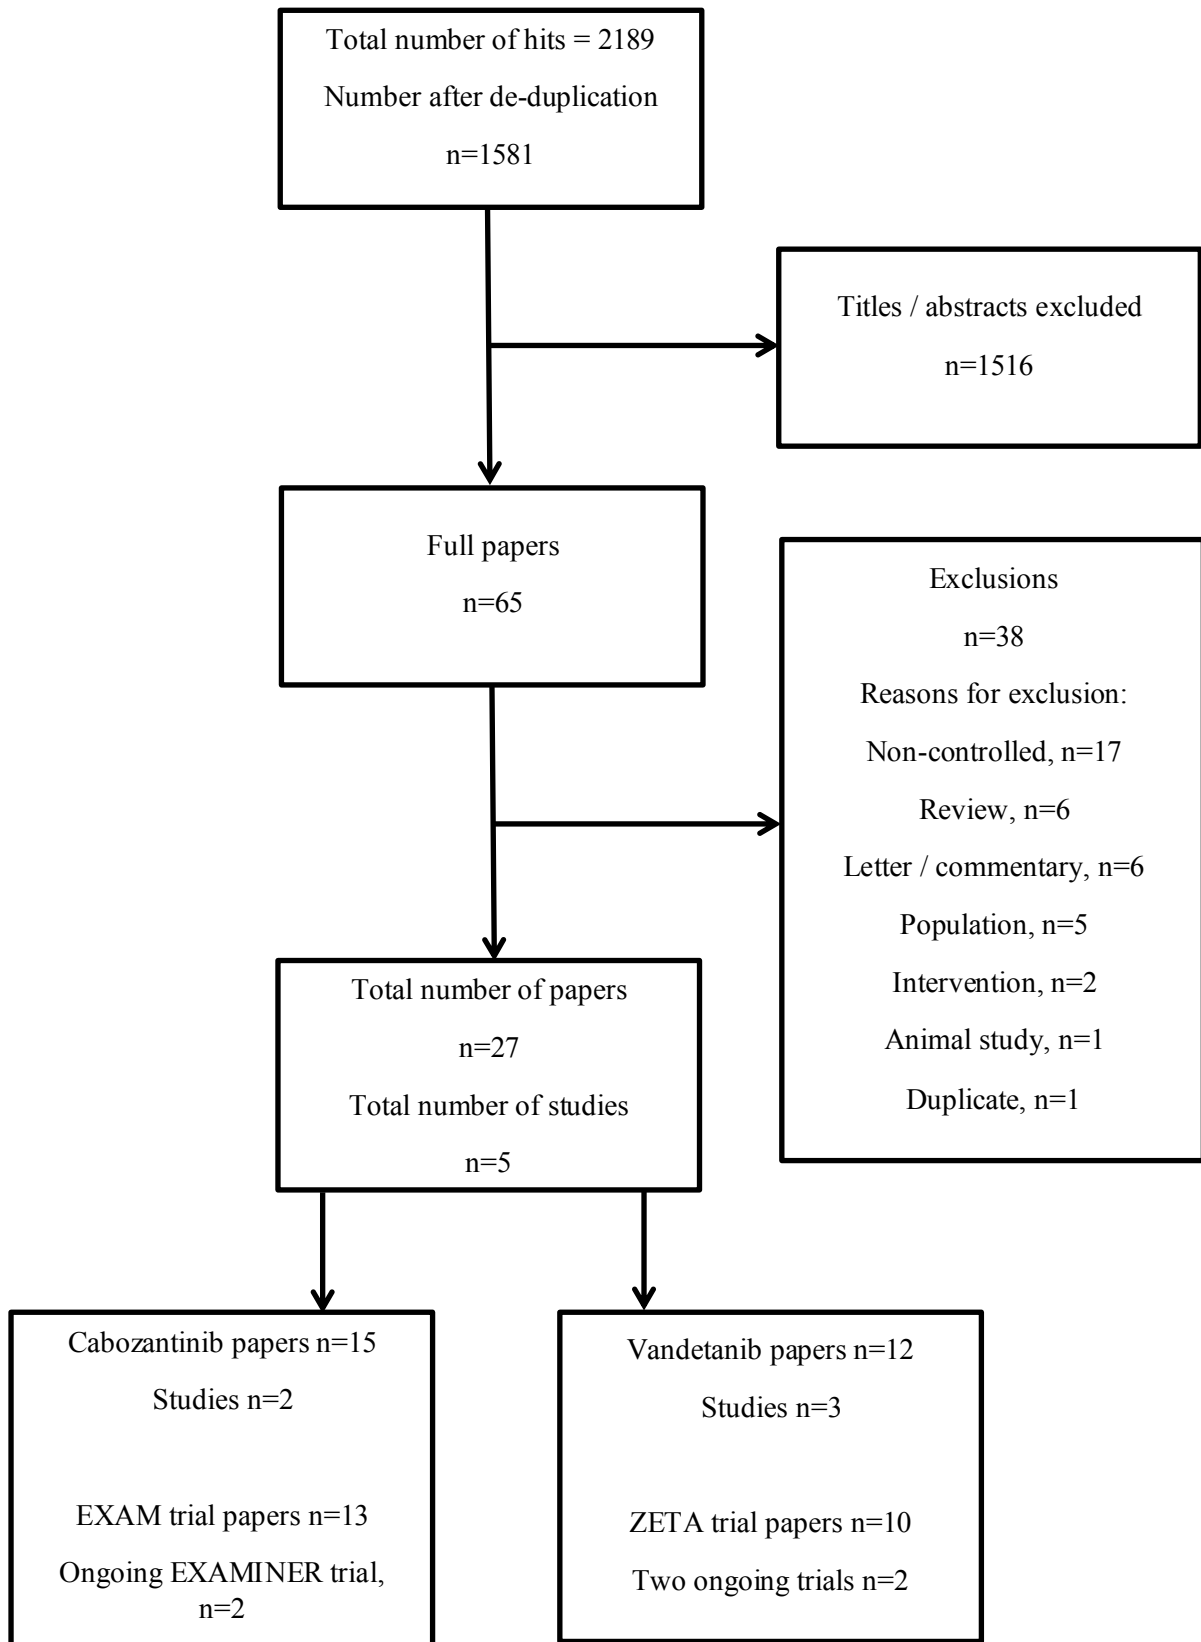 Total number of hits = 2189
Number after de-duplication
n=1581
Titles / abstracts excluded
n=1516
Full papers
n=65
Exclusions
n=38
Reasons for exclusion:
Non-controlled, n=17
Review, n=6
Letter / commentary, n=6
Population, n=5
Intervention, n=2
Animal study, n=1
Duplicate, n=1
Total number of papers
n=27
Total number of studies
n=5
Cabozantinib papers n=15
Studies n=2
EXAM trial papers n=13
Ongoing EXAMINER trial,
n=2
Vandetanib papers n=12
Studies n=3
ZETA trial papers n=10
Two ongoing trials n=2